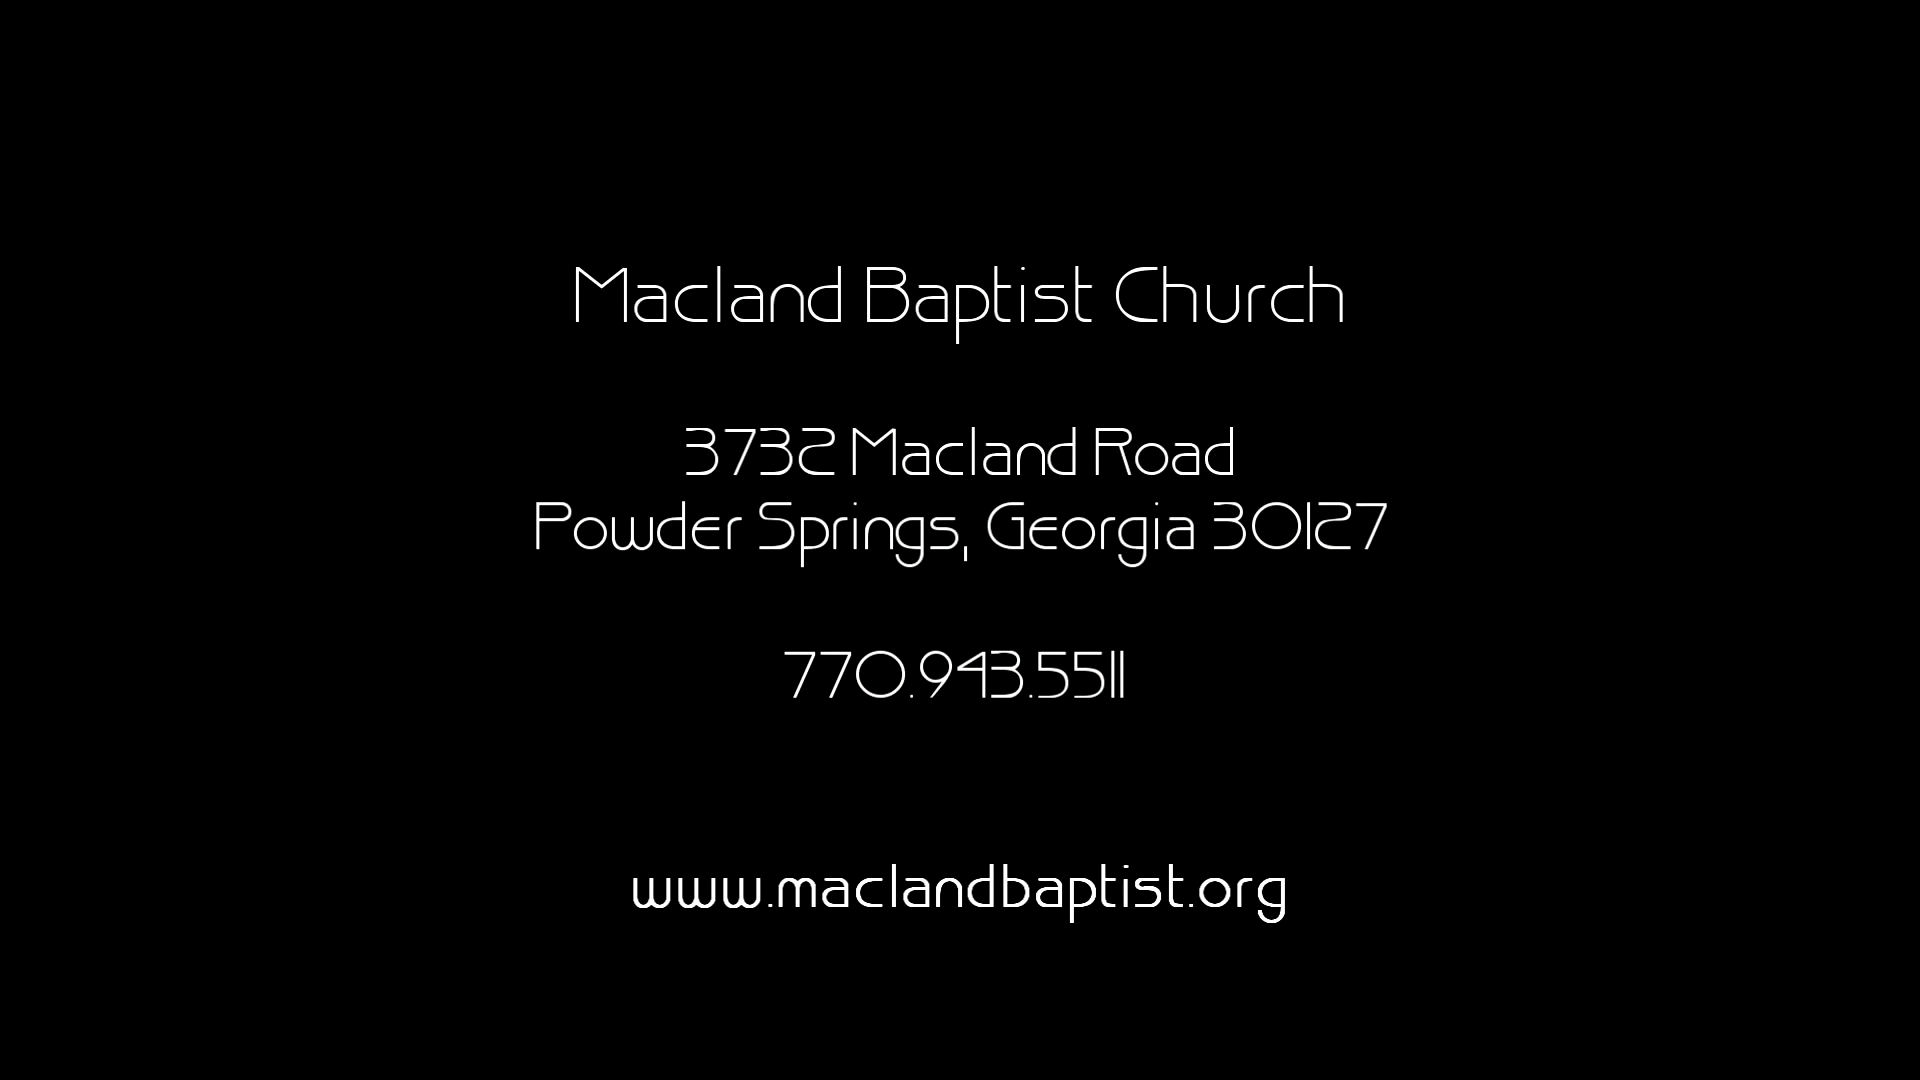 Macland Baptist Church
3732 Macland Road
Powder Springs, Georgia 30127
770.943.5511
www.maclandbaptist.org